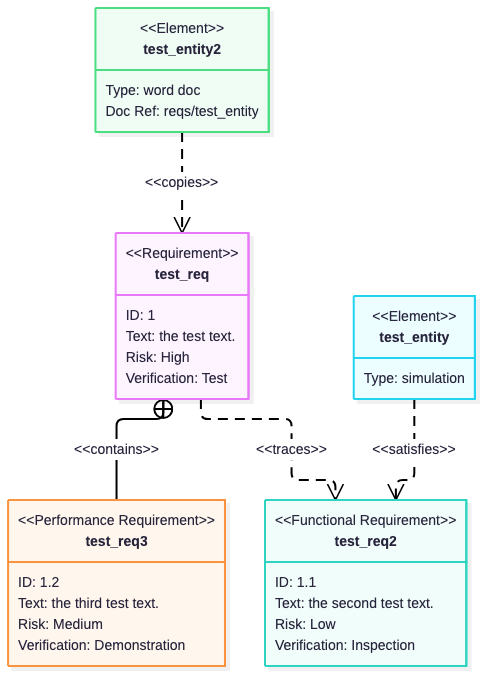 <<Element>>
test_entity2
Type: word doc
Doc Ref: reqs/test_entity
<<copies>>
<<Requirement>>
test_req
ID: 1
Text: the test text.
Risk: High
Verification: Test
<<Element>>
test_entity
Type: simulation
<<contains>>
<<traces>>
<<satisfies>>
<<Performance Requirement>>
test_req3
ID: 1.2
Text: the third test text.
Risk: Medium
Verification: Demonstration
<<Functional Requirement>>
test_req2
ID: 1.1
Text: the second test text.
Risk: Low
Verification: Inspection